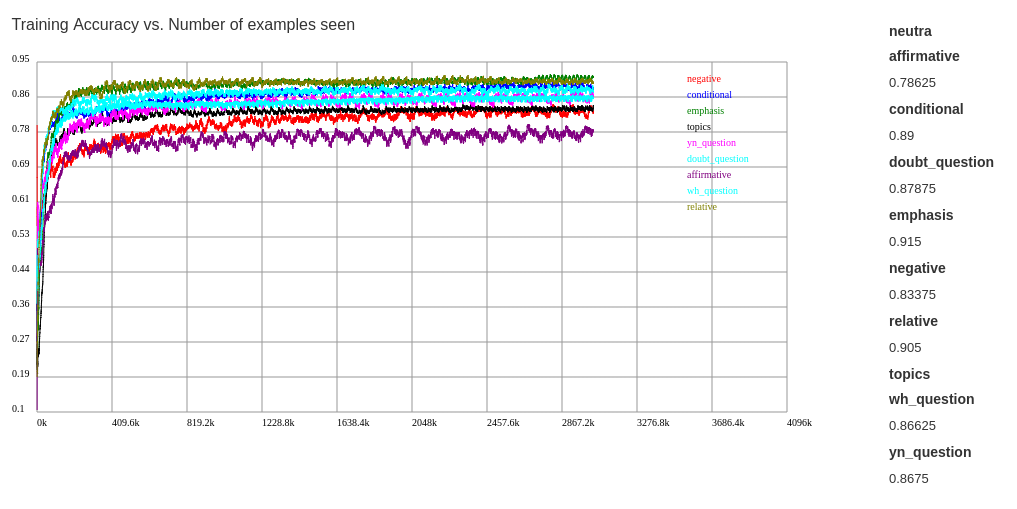 Training Accuracy vs. Number of examples seen
0.95
0.86
0.78
0.69
0.61
0.53
0.44
0.36
0.27
0.19
0.1
0k 409.6k 819.2k 1228.8k 1638.4k 2048k 2457.6k 2867.2k 3276.8k 3686.4k 4096k
negative
conditional
emphasis
topics
yn_question
doubt_question
affirmative
wh_question
relative
neutra
affirmative
0.78625
conditional
0.89
doubt_question
0.87875
emphasis
0.915
negative
0.83375
relative
0.905
topics
wh_question
0.86625
yn_question
0.8675